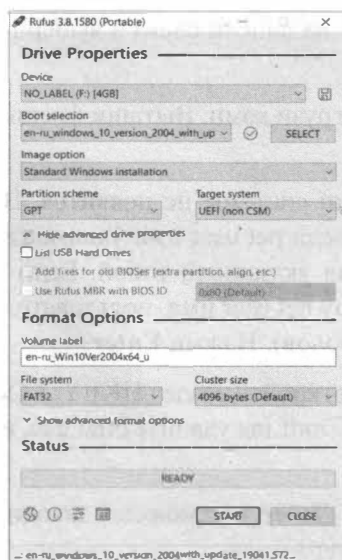 Rufus 3.8.1580 (Portable)
Drive Properties
Device
NO_LABEL (F:) [4GB]
Boot selection
en-ru_windows_10_version_2004_with_up
SELECT
Image option
Standard Windows installation
Partition scheme
Target system
GPT
UEFI (non CSM)
Hide advanced drive properties
List USB Hard Drives
Add fixes for old BIOSes (extra partition, align, etc.)
Use Rufus MBR with BIOS ID
0x80 (Default)
Format Options
Volume label
en-ru_Win10Ver2004x64_u
File system
Cluster size
FAT32
4096 bytes (Default)
Show advanced format options
Status
READY
START
CLOSE
en-ru_windows_10_version_2004with_update_19041.572_